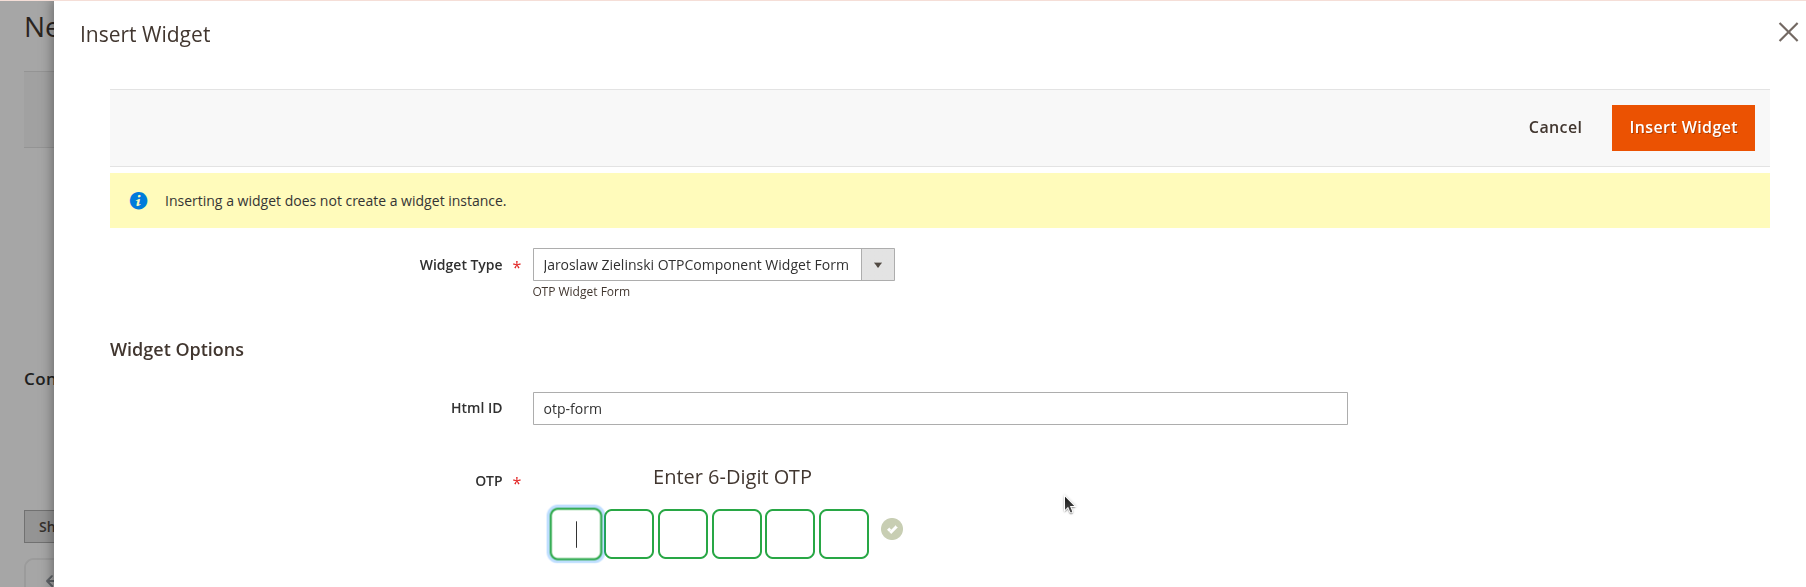 Ne
Insert Widget
Cancel
Insert Widget
Inserting a widget does not create a widget instance.
Widget Type *
Jaroslaw Zielinski OTPComponent Widget Form
OTP Widget Form
Widget Options
Con
Html ID
otp-form
OTP *
Enter 6-Digit OTP
Sh